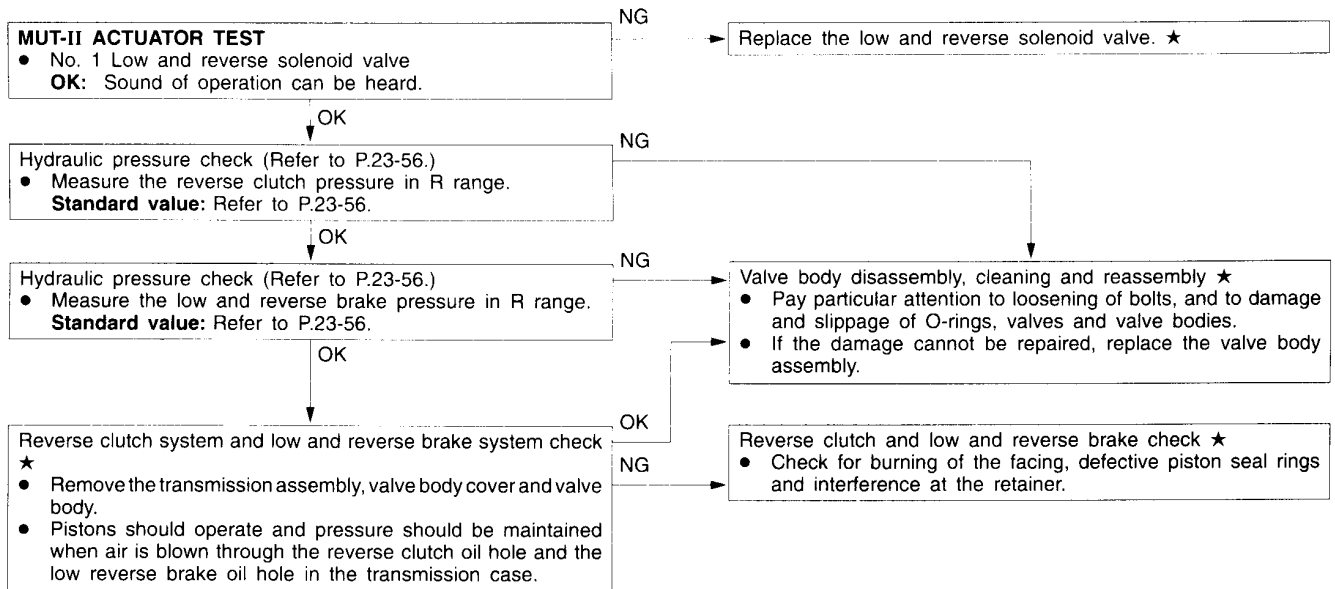 MUT-II ACTUATOR TEST
● No. 1 Low and reverse solenoid valve
OK: Sound of operation can be heard.
NG
Replace the low and reverse solenoid valve. ★
OK
Hydraulic pressure check (Refer to P.23-56.)
● Measure the reverse clutch pressure in R range.
Standard value: Refer to P.23-56.
NG
OK
Hydraulic pressure check (Refer to P.23-56.)
● Measure the low and reverse brake pressure in R range.
Standard value: Refer to P.23-56.
NG
Valve body disassembly, cleaning and reassembly ★
● Pay particular attention to loosening of bolts, and to damage
and slippage of O-rings, valves and valve bodies.
● If the damage cannot be repaired, replace the valve body
assembly.
OK
Reverse clutch system and low and reverse brake system check
★
● Remove the transmission assembly, valve body cover and valve
body.
● Pistons should operate and pressure should be maintained
when air is blown through the reverse clutch oil hole and the
low reverse brake oil hole in the transmission case.
OK
NG
Reverse clutch and low and reverse brake check ★
● Check for burning of the facing, defective piston seal rings
and interference at the retainer.